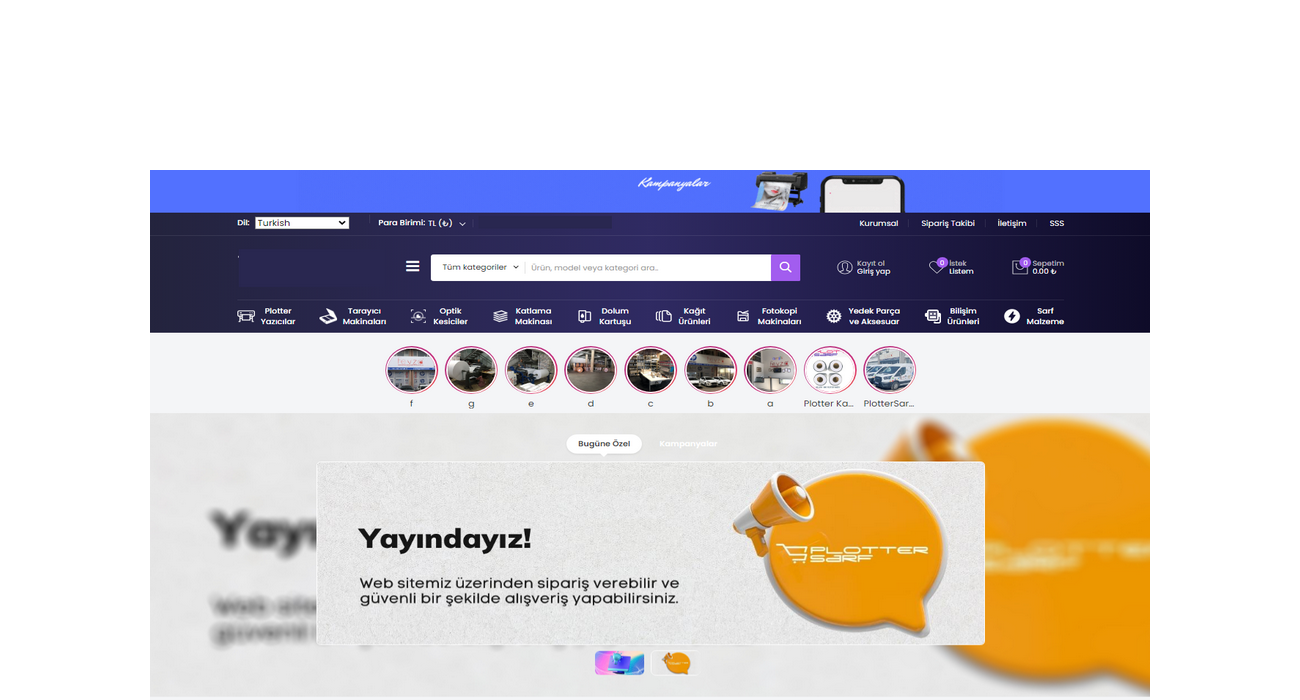 Kampanyalar
Dil: Turkish
Para Birimi: TL (₺)
Kurumsal
Sipariş Takibi
İletişim
SSS
Tüm kategoriler
Ürün, model veya kategori ara..
Kayıt ol
Giriş yap
0
İstek
Listem
0
Sepetim
0.00 ₺
Plotter
Yazıcılar
Tarayıcı
Makinaları
Optik
Kesiciler
Katlama
Makinası
Dolum
Kartuşu
Kağıt
Ürünleri
Fotokopi
Makinaları
Yedek Parça
ve Aksesuar
Bilişim
Ürünleri
Sarf
Malzeme
f
g
e
d
c
b
a
Plotter Ka...
PlotterSar...
Bugüne Özel
Kampanyalar
Yayındayız!
Web sitemiz üzerinden sipariş verebilir ve
güvenli bir şekilde alışveriş yapabilirsiniz.
PLOTTER
SARF